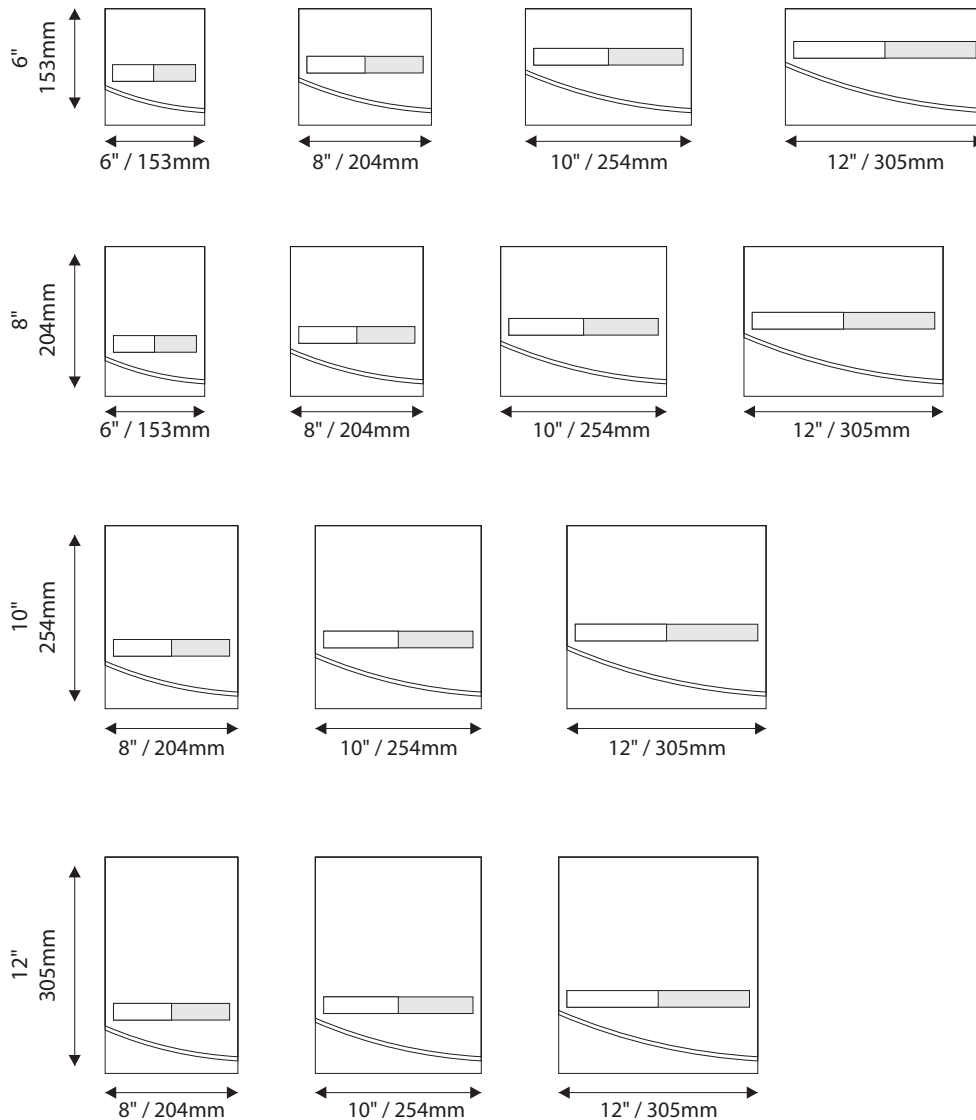 6"
153mm
6" / 153mm
8" / 204mm
10" / 254mm
12" / 305mm
8"
204mm
6" / 153mm
8" / 204mm
10" / 254mm
12" / 305mm
10"
254mm
8" / 204mm
10" / 254mm
12" / 305mm
12"
305mm
8" / 204mm
10" / 254mm
12" / 305mm